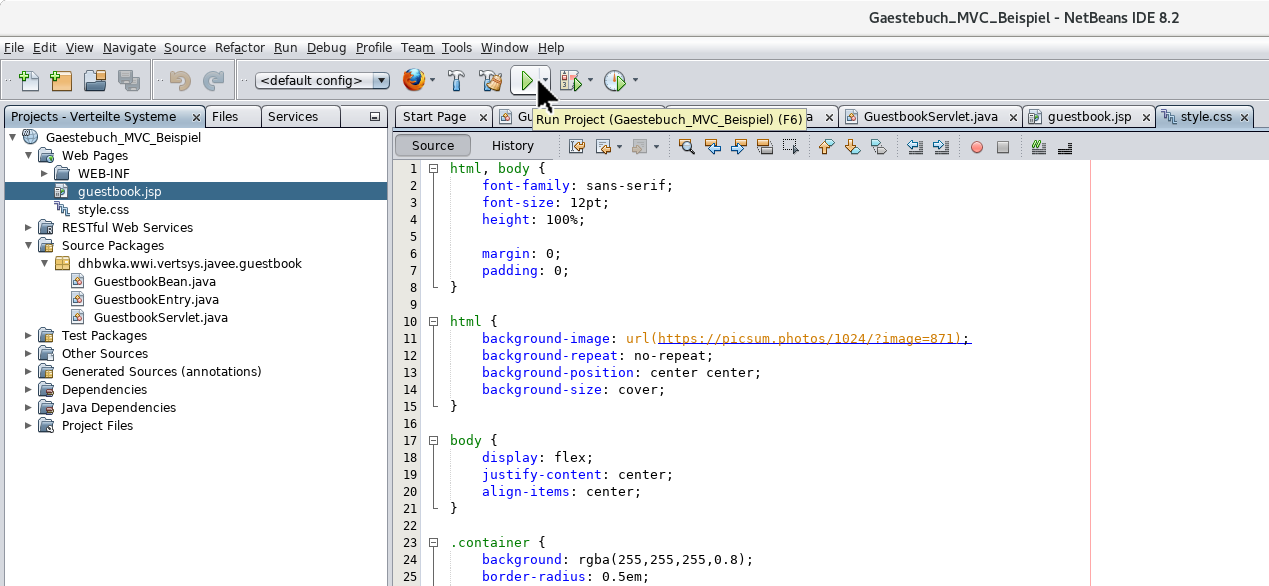 Gaestebuch_MVC_Beispiel - NetBeans IDE 8.2
File Edit View Navigate Source Refactor Run Debug Profile Team Tools Window Help
<default config>
Projects - Verteilte Systeme Files Services
Start Page Gu a GuestbookServlet.java guestbook.jsp style.css
Run Project (Gaestebuch_MVC_Beispiel) (F6)
Source History
Gaestebuch_MVC_Beispiel
Web Pages
WEB-INF
guestbook.jsp
style.css
RESTful Web Services
Source Packages
dhbwka.wwi.vertsys.javee.guestbook
GuestbookBean.java
GuestbookEntry.java
GuestbookServlet.java
Test Packages
Other Sources
Generated Sources (annotations)
Dependencies
Java Dependencies
Project Files
1 html, body {
2 font-family: sans-serif;
3 font-size: 12pt;
4 height: 100%;
5
6 margin: 0;
7 padding: 0;
8 }
9
10 html {
11 background-image: url(https://picsum.photos/1024/?image=871);
12 background-repeat: no-repeat;
13 background-position: center center;
14 background-size: cover;
15 }
16
17 body {
18 display: flex;
19 justify-content: center;
20 align-items: center;
21 }
22
23 .container {
24 background: rgba(255,255,255,0.8);
25 border-radius: 0.5em;